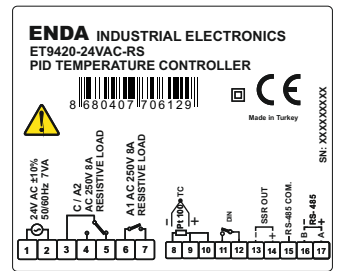 ENDA INDUSTRIAL ELECTRONICS
ET9420-24VAC-RS
PID TEMPERATURE CONTROLLER
8 680407 706129
CE
Made in Turkey
SN: XXXXXXXXX
24V AC ±10%
50/60Hz 7VA
C / A2
AC 250V 8A
RESISTIVE LOAD
A1 AC 250V 8A
RESISTIVE LOAD
Pt 100
TC
DIN
SSR OUT
RS-485 COM.
RS- 485
B
A
1 2 3 4 5 6 7 8 9 10 11 12 13 14 15 16 17